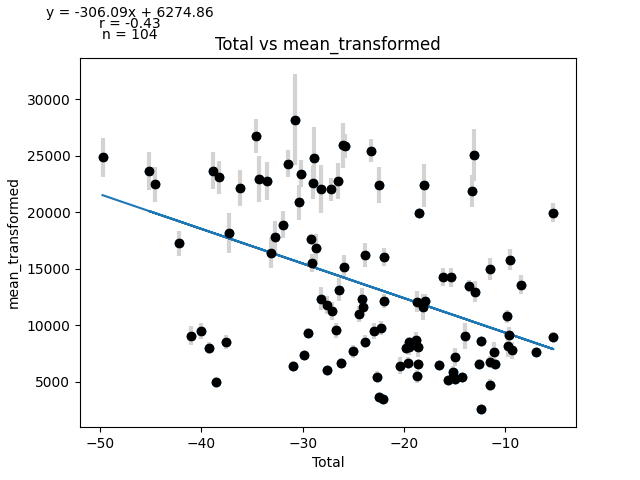 y = -306.09x + 6274.86
r = -0.43
n = 104
Total vs mean_transformed
mean_transformed
30000
25000
20000
15000
10000
5000
−50
−40
−30
−20
−10
Total